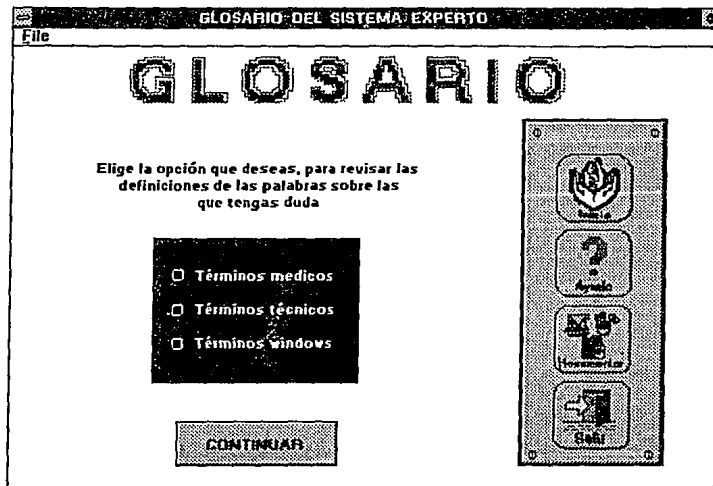 GLOSARIO DEL SISTEMA EXPERTO
File
GLOSARIO
Elige la opción que deseas, para revisar las
definiciones de las palabras sobre las
que tengas duda
Términos medicos
Términos técnicos
Términos windows
CONTINUAR
Inicio
Ayuda
Salir